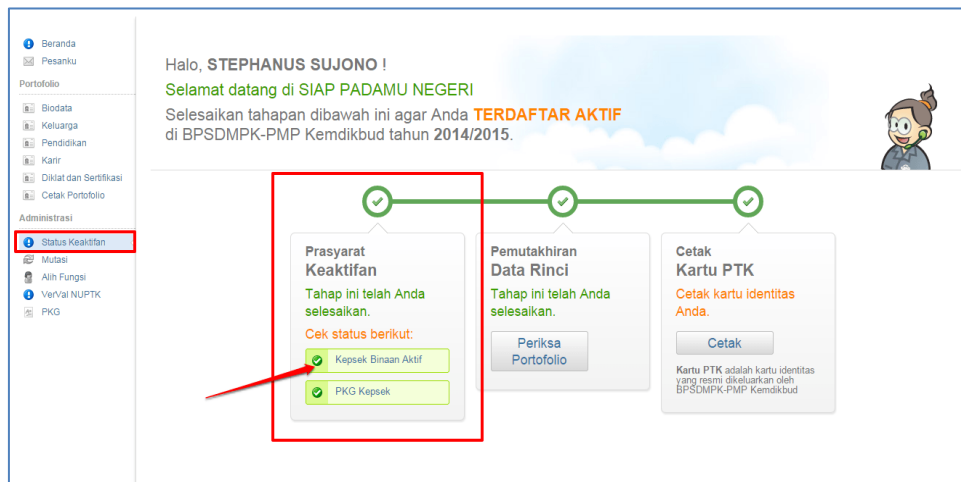 Beranda
Pesanku
Portofolio
Biodata
Keluarga
Pendidikan
Karir
Diklat dan Sertifikasi
Cetak Portofolio
Administrasi
Status Keaktifan
Mutasi
Alih Fungsi
VerVal NUPTK
PKG
Halo, STEPHANUS SUJONO !
Selamat datang di SIAP PADAMU NEGERI
Selesaikan tahapan dibawah ini agar Anda TERDAFTAR AKTIF
di BPSDMPK-PMP Kemdikbud tahun 2014/2015.
Prasyarat
Keaktifan
Tahap ini telah Anda
selesaikan.
Cek status berikut:
Kepsek Binaan Aktif
PKG Kepsek
Pemutakhiran
Data Rinci
Tahap ini telah Anda
selesaikan.
Periksa
Portofolio
Cetak
Kartu PTK
Cetak kartu identitas
Anda.
Cetak
Kartu PTK adalah kartu identitas
yang resmi dikeluarkan oleh
BPSDMPK-PMP Kemdikbud